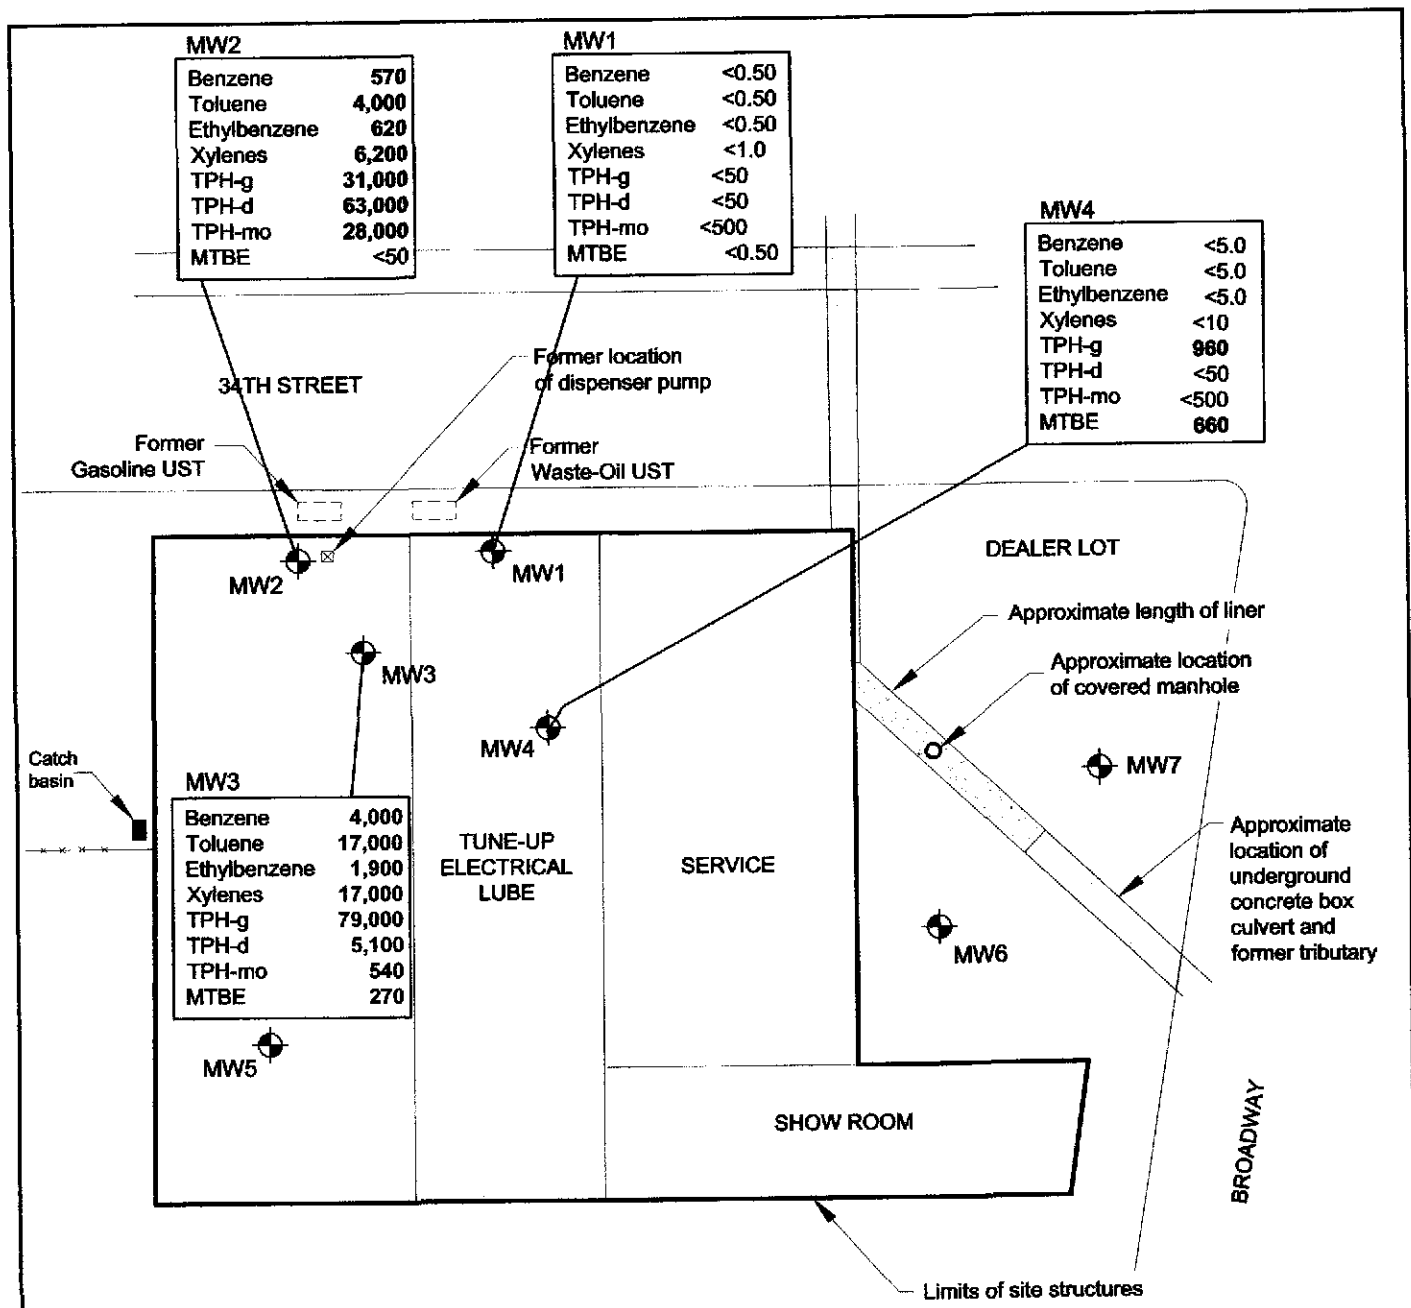 MW2
Benzene 570
Toluene 4,000
Ethylbenzene 620
Xylenes 6,200
TPH-g 31,000
TPH-d 63,000
TPH-mo 28,000
MTBE <50
MW1
Benzene <0.50
Toluene <0.50
Ethylbenzene <0.50
Xylenes <1.0
TPH-g <50
TPH-d <50
TPH-mo <500
MTBE <0.50
MW4
Benzene <5.0
Toluene <5.0
Ethylbenzene <5.0
Xylenes <10
TPH-g 960
TPH-d <50
TPH-mo <500
MTBE 660
34TH STREET
Former location
of dispenser pump
Former
Gasoline UST
Former
Waste-Oil UST
MW2
MW1
DEALER LOT
Approximate length of liner
MW3
Approximate location
of covered manhole
MW4
MW7
Catch
basin
MW3
Benzene 4,000
Toluene 17,000
Ethylbenzene 1,900
Xylenes 17,000
TPH-g 79,000
TPH-d 5,100
TPH-mo 540
MTBE 270
TUNE-UP
ELECTRICAL
LUBE
SERVICE
Approximate
location of
underground
concrete box
culvert and
former tributary
MW6
MW5
SHOW ROOM
BROADWAY
Limits of site structures